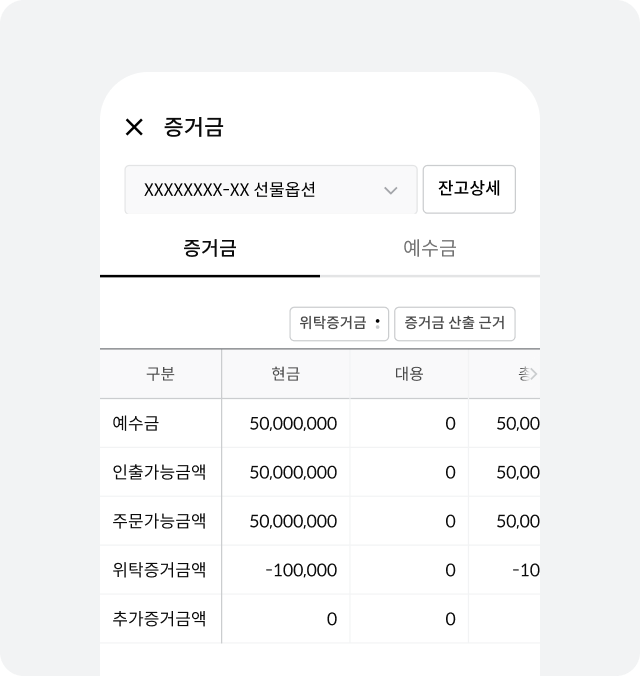 증거금
XXXXXXXX-XX 선물옵션
잔고상세
증거금 예수금
위탁증거금 증거금 산출 근거
구분 현금 대용
예수금 50,000,000 0 50,00
인출가능금액 50,000,000 0 50,00
주문가능금액 50,000,000 0 50,00
위탁증거금액 -100,000 0 -10
추가증거금액 0 0